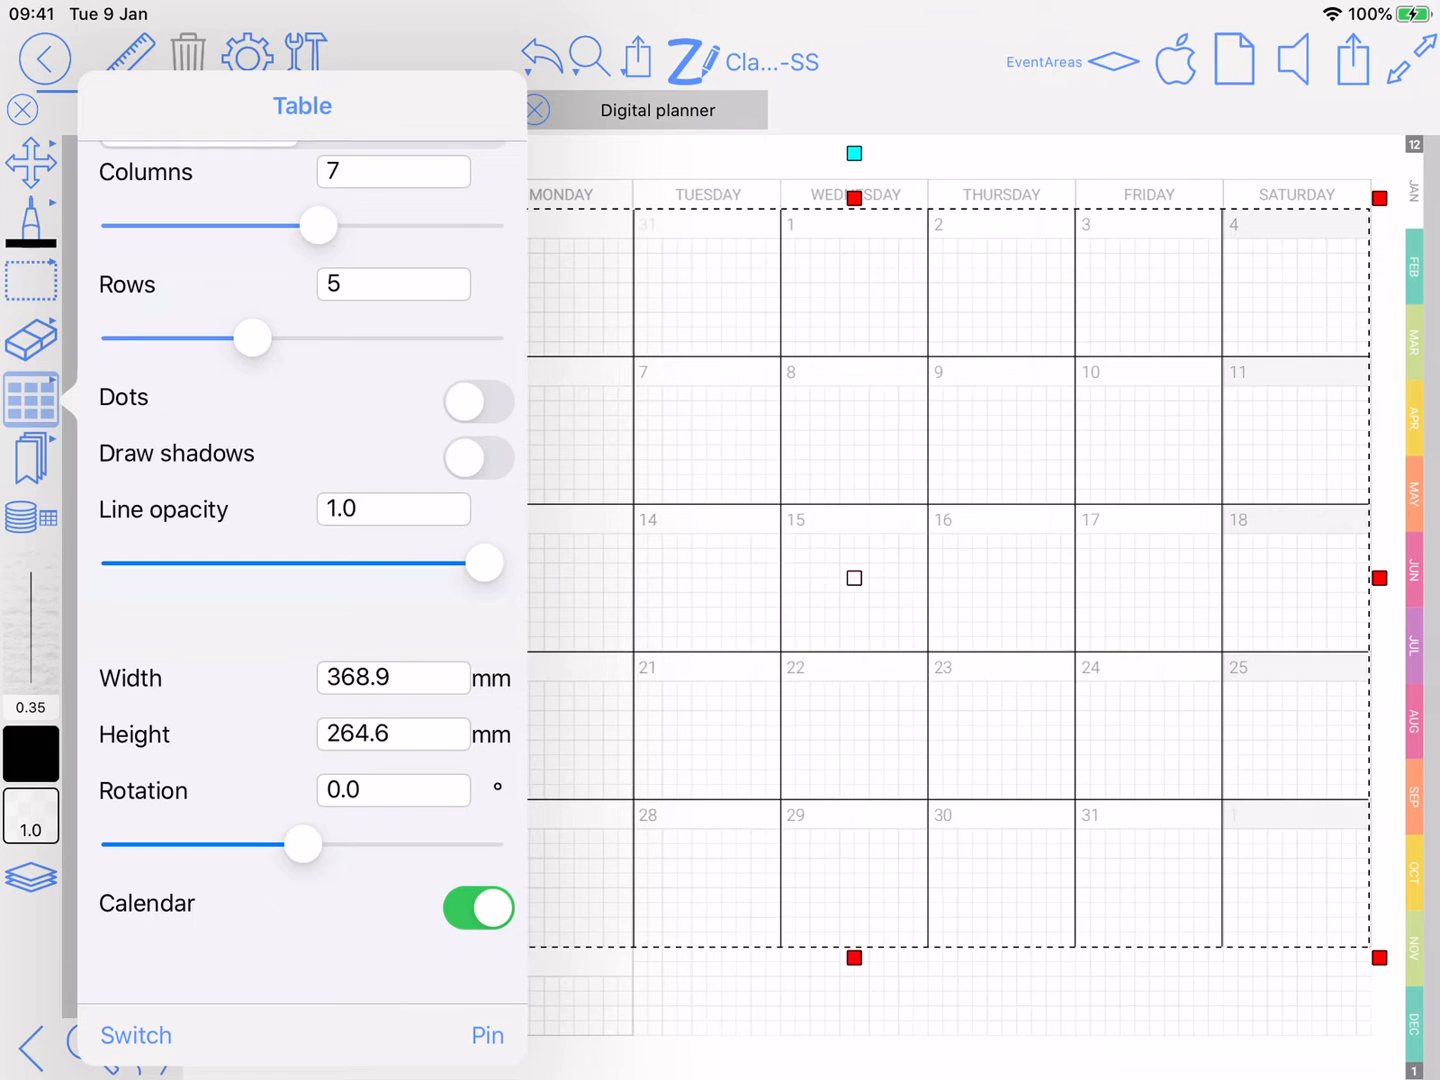 09:41 Tue 9 Jan
100%
Cla...-SS
EventAreas
Table
Digital planner
Columns 7
Rows 5
Dots
Draw shadows
Line opacity 1.0
Width 368.9 mm
Height 264.6 mm
Rotation 0.0 °
Calendar
Switch Pin
0.35
1.0
MONDAY TUESDAY WEDNESDAY THURSDAY FRIDAY SATURDAY
31 1 2 3 4
7 8 9 10 11
14 15 16 17 18
21 22 23 24 25
28 29 30 31 1
12
JAN
FEB
MAR
APR
MAY
JUN
JUL
AUG
SEP
OCT
NOV
DEC
1